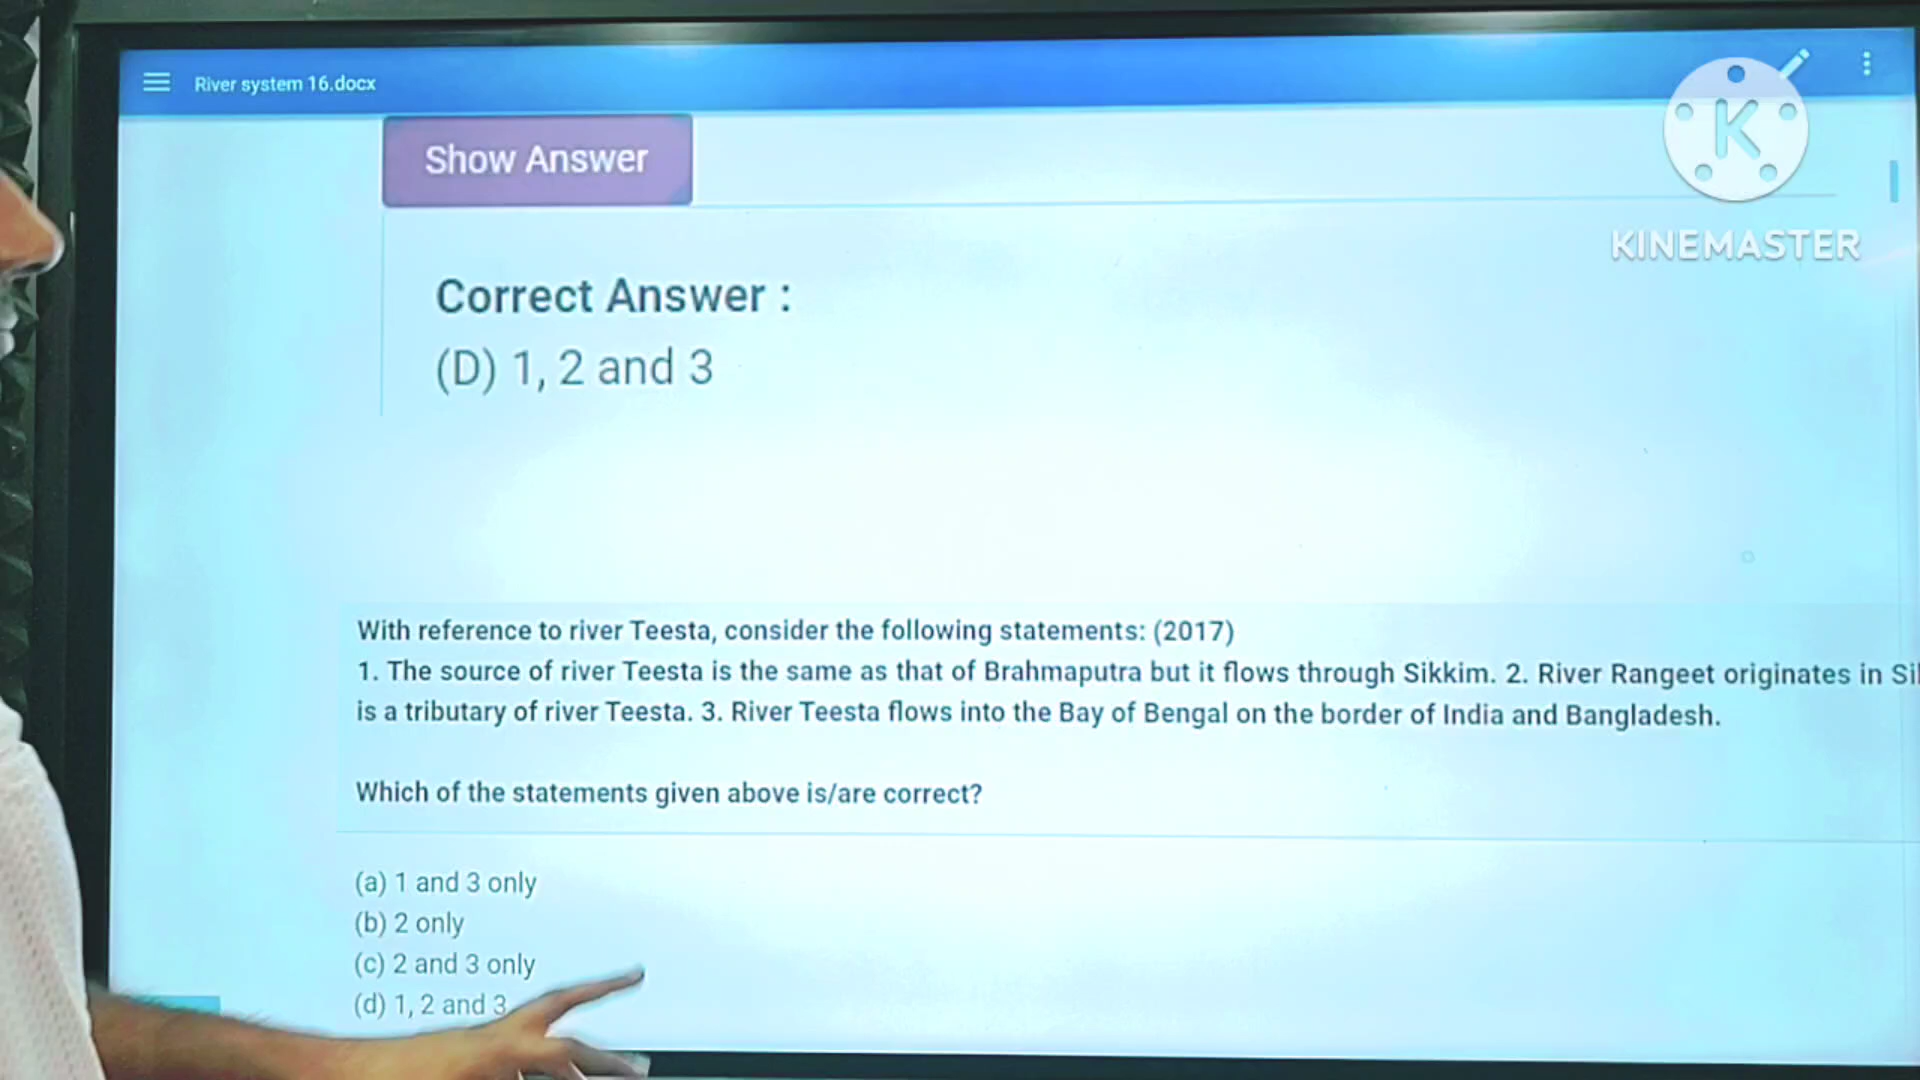 River system 16.docx
K
KINEMASTER
Show Answer
Correct Answer :
(D) 1, 2 and 3
With reference to river Teesta, consider the following statements: (2017)
1. The source of river Teesta is the same as that of Brahmaputra but it flows through Sikkim. 2. River Rangeet originates in
is a tributary of river Teesta. 3. River Teesta flows into the Bay of Bengal on the border of India and Bangladesh.
Which of the statements given above is/are correct?
(a) 1 and 3 only
(b) 2 only
(c) 2 and 3 only
(d) 1, 2 and 3